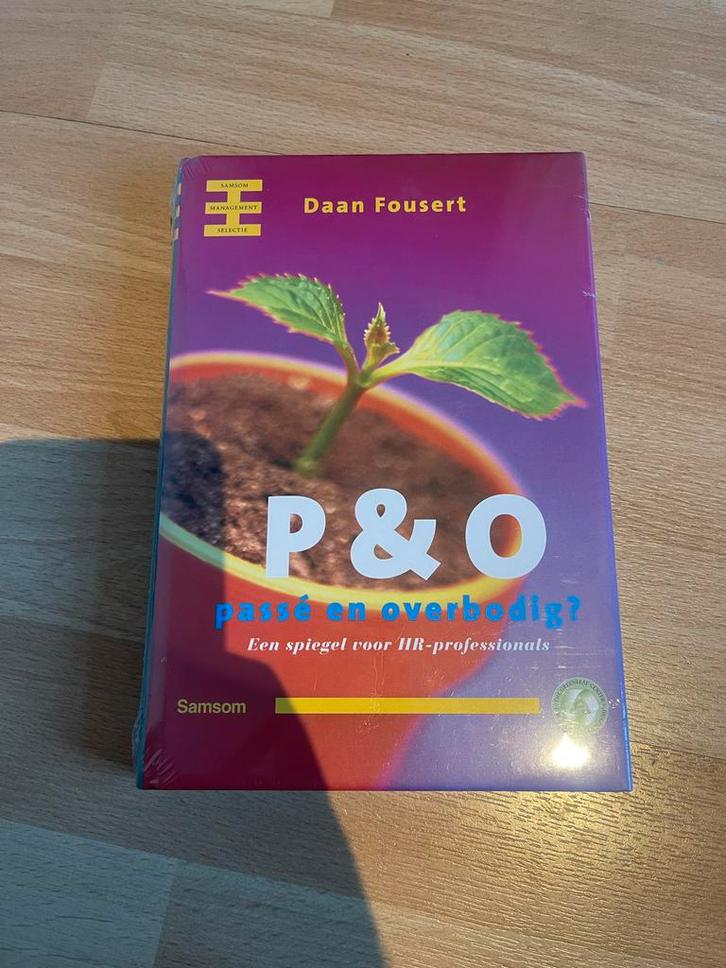 SAMSOM
MANAGEMENT
SELECTIE
Daan Fousert
P & O
passé en overbodig?
Een spiegel voor HR-professionals
Samsom